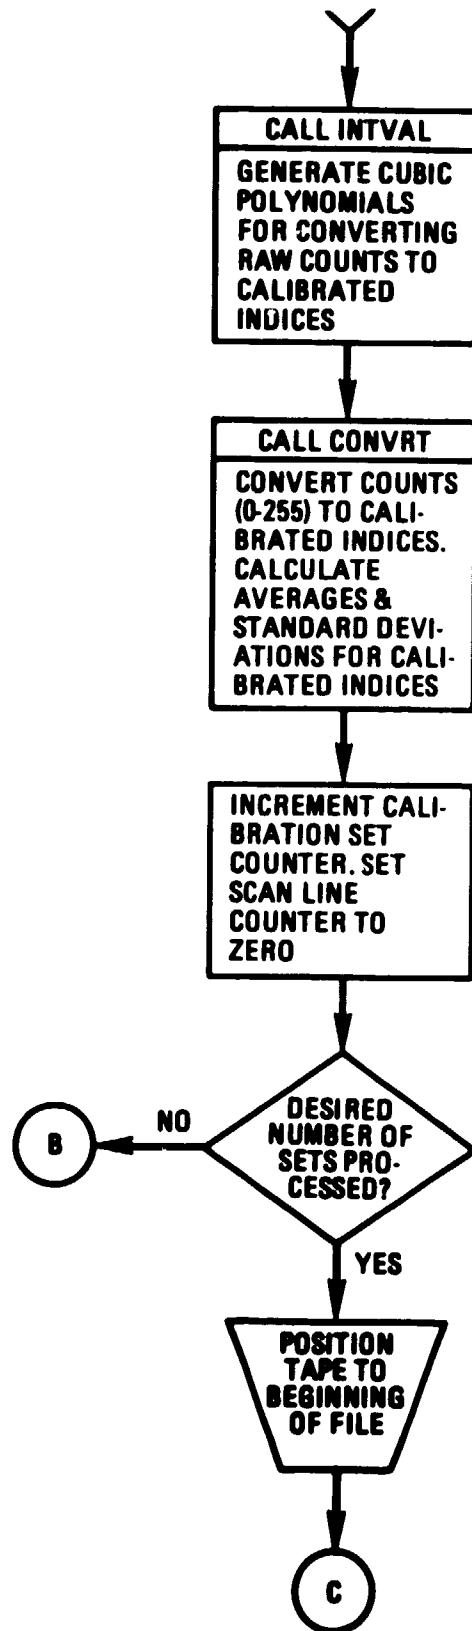 CALL INTVAL
GENERATE CUBIC
POLYNOMIALS
FOR CONVERTING
RAW COUNTS TO
CALIBRATED
INDICES
CALL CONVRT
CONVERT COUNTS
(0-255) TO CALI-
BRATED INDICES.
CALCULATE
AVERAGES &
STANDARD DEVI-
ATIONS FOR CALI-
BRATED INDICES
INCREMENT CALI-
BRATION SET
COUNTER. SET
SCAN LINE
COUNTER TO
ZERO
DESIRED
NUMBER OF
SETS PRO-
CESSED?
NO
B
YES
POSITION
TAPE TO
BEGINNING
OF FILE
C